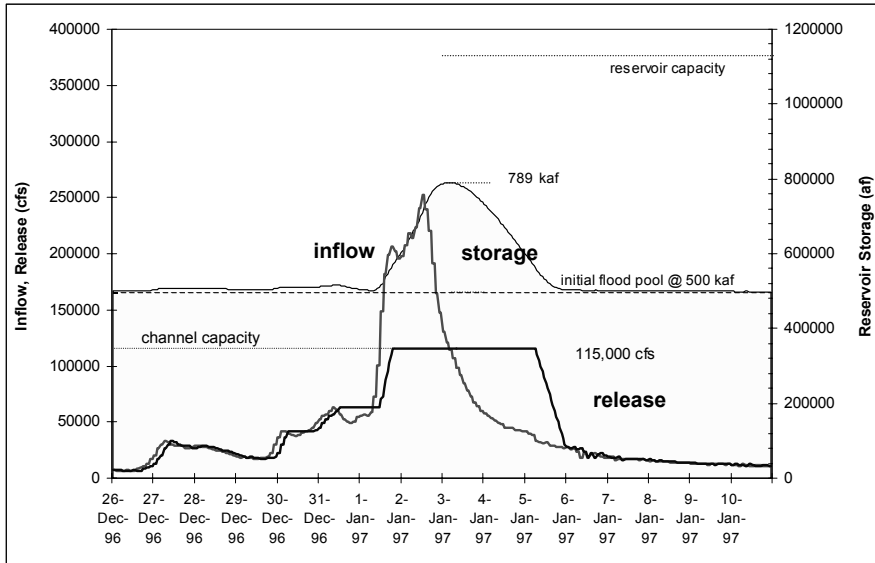 400000
350000
300000
250000
200000
150000
100000
50000
0
Inflow, Release (cfs)
1200000
1000000
800000
600000
400000
200000
0
Reservoir Storage (af)
reservoir capacity
789 kaf
inflow
storage
initial flood pool @ 500 kaf
channel capacity
115,000 cfs
release
26- 27- 28- 29- 30- 31- 1- 2- 3- 4- 5- 6- 7- 8- 9- 10-
Dec- Dec- Dec- Dec- Dec- Dec- Jan- Jan- Jan- Jan- Jan- Jan- Jan- Jan- Jan- Jan-
96 96 96 96 96 96 97 97 97 97 97 97 97 97 97 97